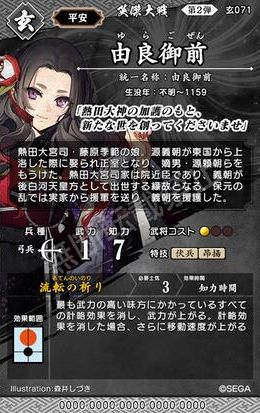 玄
平安
英傑大戦
第2弾
玄071
ゆらごぜん
由良御前
統一名称：由良御前
生没年：不明～1159
「熱田大神の加護のもと、
新たな世を創ってくださいませ」
熱田大宮司・藤原季範の娘。源義朝が東国から上
洛した際に娶られ正室となり、嫡男・源頼朝らを
もうけた。熱田大宮司家は院近臣であり、義朝が
後白河天皇方として出世する縁故となる。保元の
乱では実家から援軍を送り、義朝を援護した。
兵種
弓兵
武力
1
知力
7
武将コスト
特技
伏兵
昂揚
るてんのいのり
流転の祈り
必要士気
3
効果時間
知力時間
効果範囲
最も武力の高い味方にかかっているすべて
の計略効果を消し、武力が上がる。計略効
果を消した場合、さらに移動速度が上がる
Illustration:森井しづき
©SEGA
0000-0000-0000-0000-0000